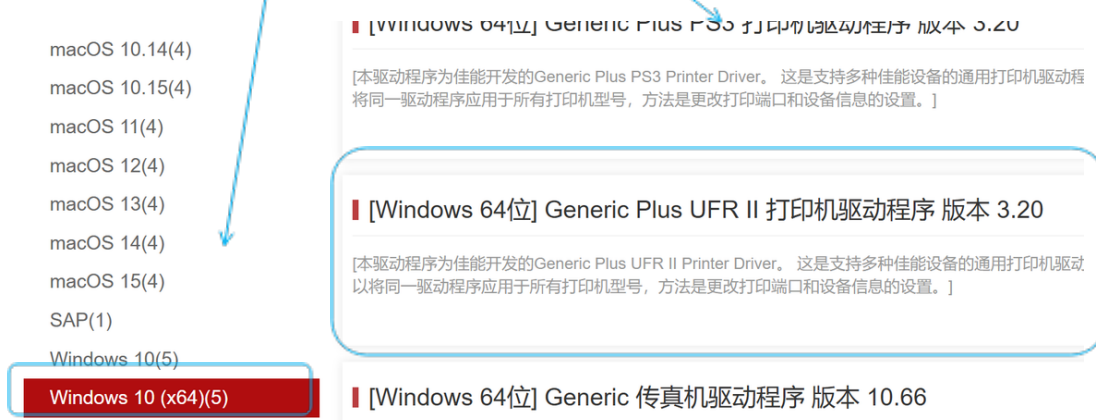 macOS 10.14(4)
macOS 10.15(4)
macOS 11(4)
macOS 12(4)
macOS 13(4)
macOS 14(4)
macOS 15(4)
SAP(1)
Windows 10(5)
Windows 10 (x64)(5)
[Windows 64位] Generic Plus PS3 打印机驱动程序 版本 3.20
[本驱动程序为佳能开发的Generic Plus PS3 Printer Driver。 这是支持多种佳能设备的通用打印机驱动程
将同一驱动程序应用于所有打印机型号，方法是更改打印端口和设备信息的设置。]
[Windows 64位] Generic Plus UFR II 打印机驱动程序 版本 3.20
[本驱动程序为佳能开发的Generic Plus UFR II Printer Driver。 这是支持多种佳能设备的通用打印机驱动
以将同一驱动程序应用于所有打印机型号，方法是更改打印端口和设备信息的设置。]
[Windows 64位] Generic 传真机驱动程序 版本 10.66